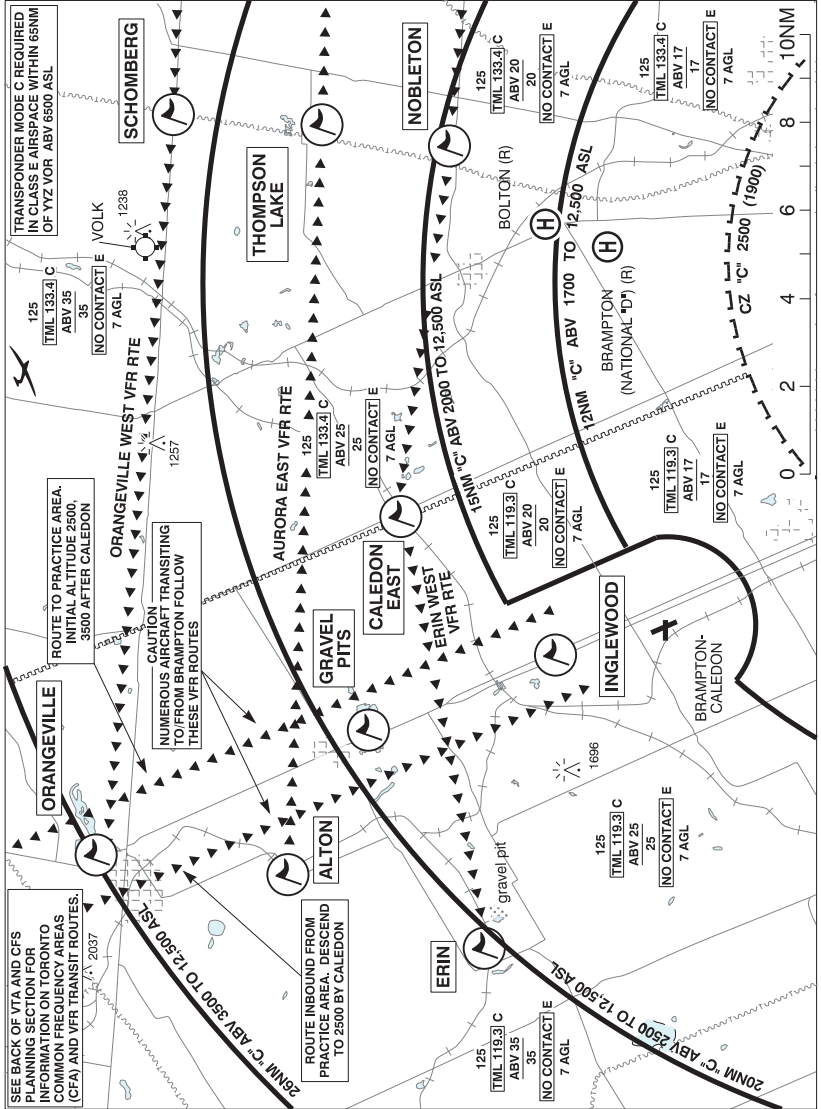 SEE BACK OF VTA AND CFS
PLANNING SECTION FOR
INFORMATION ON TORONTO
COMMON FREQUENCY AREAS
(CFA) AND VFR TRANSIT ROUTES.
2037
ORANGEVILLE
ROUTE TO PRACTICE AREA.
INITIAL ALTITUDE 2500,
3500 AFTER CALEDON
ORANGEVILLE WEST VFR RTE
1257
125
TML 133.4 C
ABV 35
35
NO CONTACT E
7 AGL
VOLK
1238
SCHOMBERG
TRANSPONDER MODE C REQUIRED
IN CLASS E AIRSPACE WITHIN 65NM
OF YYZ VOR ABV 6500 ASL
26NM "C" ABV 3500 TO 12,500 ASL
CAUTION
NUMEROUS AIRCRAFT TRANSITING
TO/FROM BRAMPTON FOLLOW
THESE VFR ROUTES
ROUTE INBOUND FROM
PRACTICE AREA. DESCEND
TO 2500 BY CALEDON
ALTON
GRAVEL
PITS
AURORA EAST VFR RTE
125
TML 133.4 C
ABV 25
25
NO CONTACT E
7 AGL
THOMPSON
LAKE
CALEDON
EAST
NOBLETON
ERIN
gravel pit
ERIN WEST
VFR RTE
15NM "C" ABV 2000 TO 12,500 ASL
BOLTON (R)
H
125
TML 133.4 C
ABV 20
20
NO CONTACT E
7 AGL
125
TML 119.3 C
ABV 20
20
NO CONTACT E
7 AGL
125
TML 119.3 C
ABV 35
35
NO CONTACT E
7 AGL
20NM "C" ABV 2500 TO 12,500 ASL
1696
INGLEWOOD
12NM "C" ABV 1700 TO 12,500 ASL
H
BRAMPTON
(NATIONAL "D") (R)
125
TML 119.3 C
ABV 25
25
NO CONTACT E
7 AGL
BRAMPTON-
CALEDON
125
TML 119.3 C
ABV 17
17
NO CONTACT E
7 AGL
125
TML 133.4 C
ABV 17
17
NO CONTACT E
7 AGL
CZ "C" 2500 (1900)
0 2 4 6 8 10NM